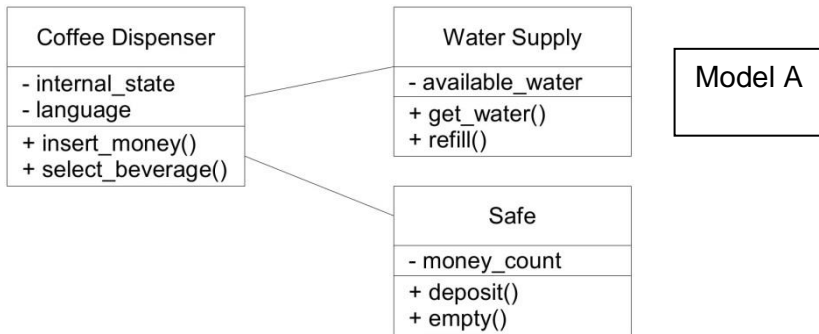 Coffee Dispenser
- internal_state
- language
+ insert_money()
+ select_beverage()
Water Supply
- available_water
+ get_water()
+ refill()
Model A
Safe
- money_count
+ deposit()
+ empty()